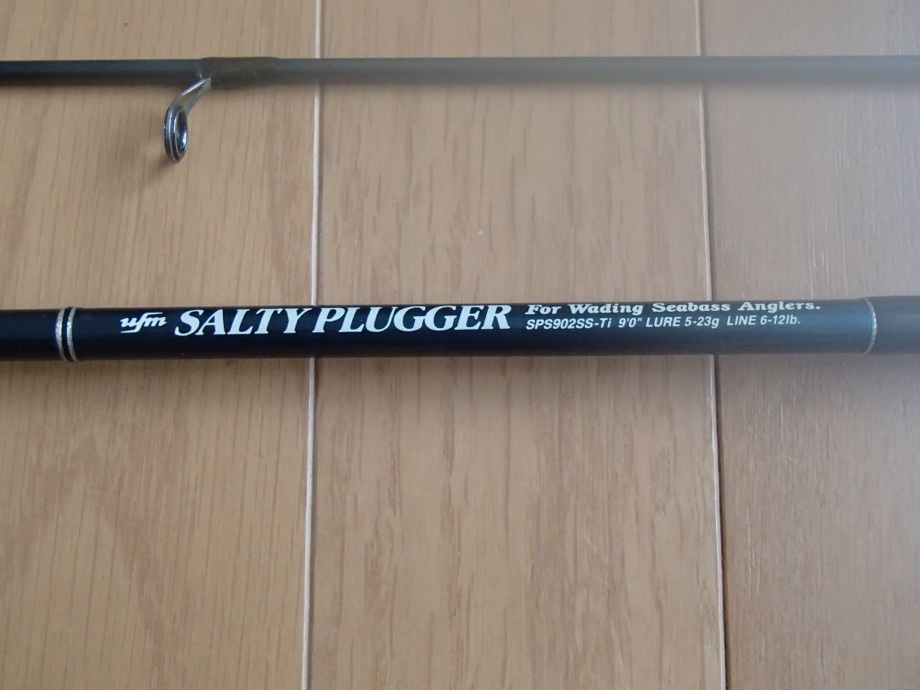 ufm SALTY PLUGGER
For Wading Seabass Anglers.
SPS902SS-Ti 9'0" LURE 5-23g LINE 6-12lb.